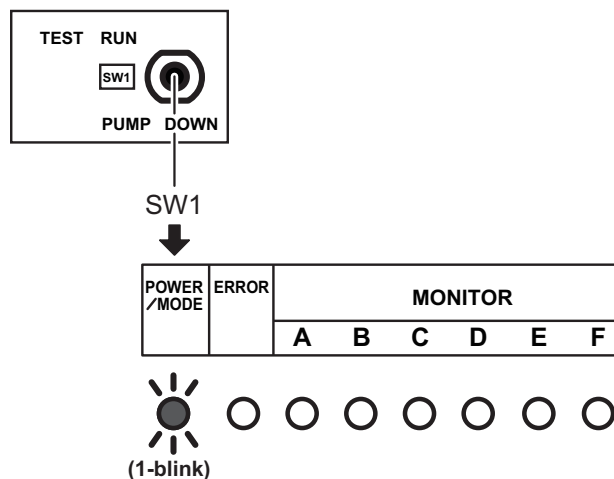 TEST RUN
SW1
PUMP DOWN
SW1
POWER
/MODE
ERROR
MONITOR
A B C D E F
(1-blink)